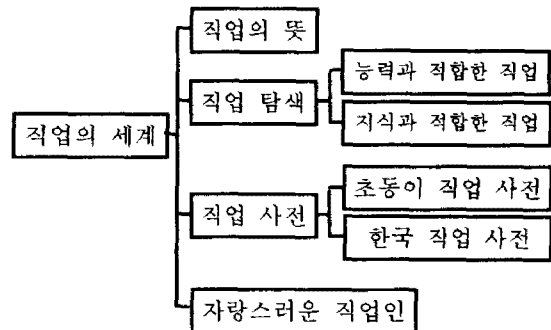 직업의 뜻
능력과 적합한 직업
직업 탐색
지식과 적합한 직업
직업의 세계
초동이 직업 사전
직업 사전
한국 직업 사전
자랑스러운 직업인